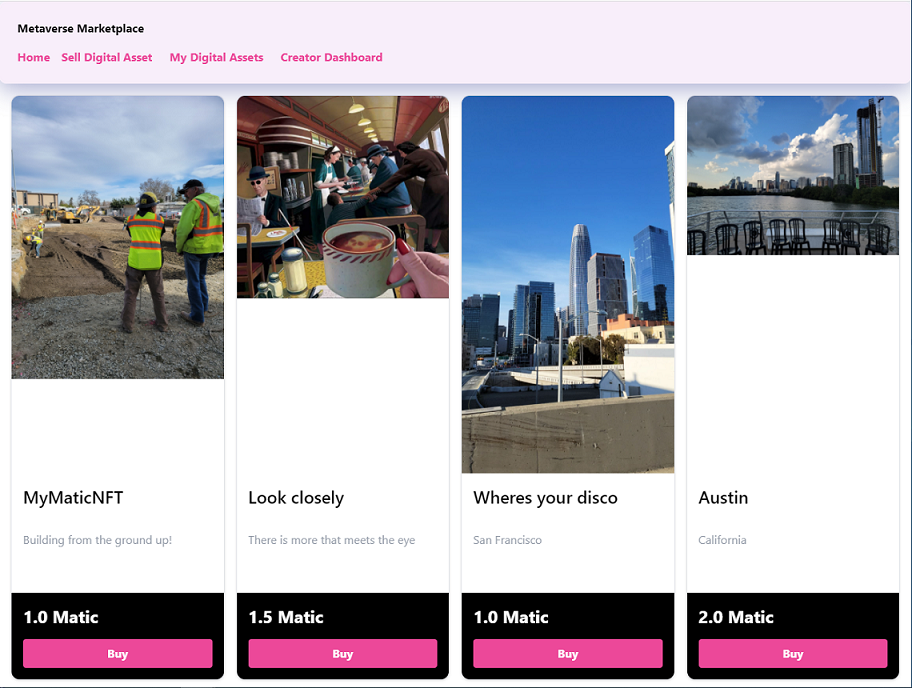 Metaverse Marketplace
Home Sell Digital Asset My Digital Assets Creator Dashboard
MyMaticNFT
Building from the ground up!
1.0 Matic
Buy
Look closely
There is more that meets the eye
1.5 Matic
Buy
Wheres your disco
San Francisco
1.0 Matic
Buy
Austin
California
2.0 Matic
Buy